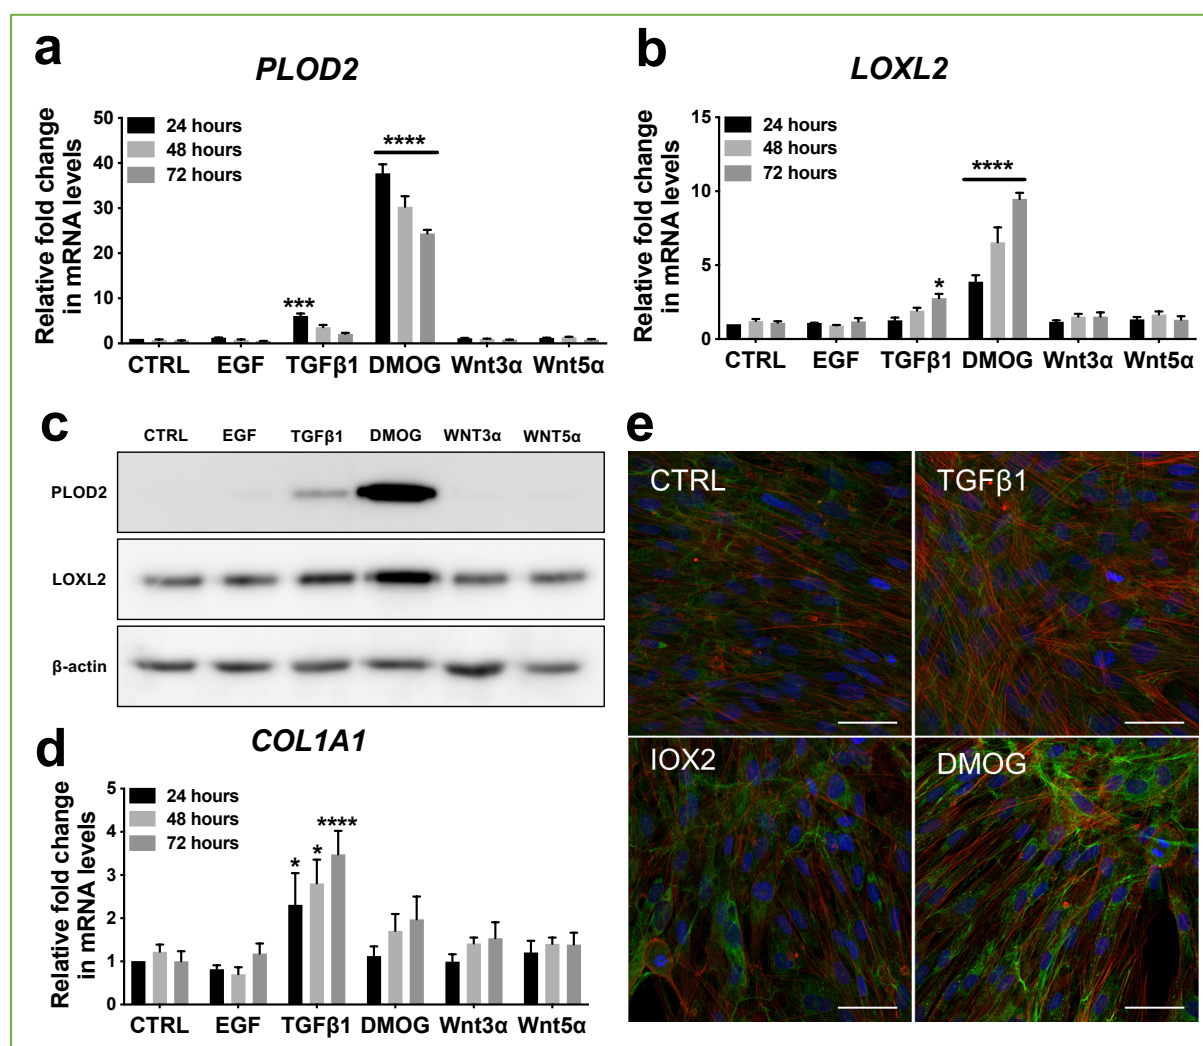 a
PLOD2
Relative fold change
in mRNA levels
50
40
30
20
10
0
24 hours
48 hours
72 hours
***
****
CTRL EGF TGFβ1 DMOG Wnt3α Wnt5α
b
LOXL2
Relative fold change
in mRNA levels
15
10
5
0
24 hours
48 hours
72 hours
*
****
CTRL EGF TGFβ1 DMOG Wnt3α Wnt5α
c
CTRL EGF TGFβ1 DMOG WNT3α WNT5α
PLOD2
LOXL2
β-actin
d
COL1A1
Relative fold change
in mRNA levels
5
4
3
2
1
0
24 hours
48 hours
72 hours
* * ****
CTRL EGF TGFβ1 DMOG Wnt3α Wnt5α
e
CTRL TGFβ1
IOX2 DMOG